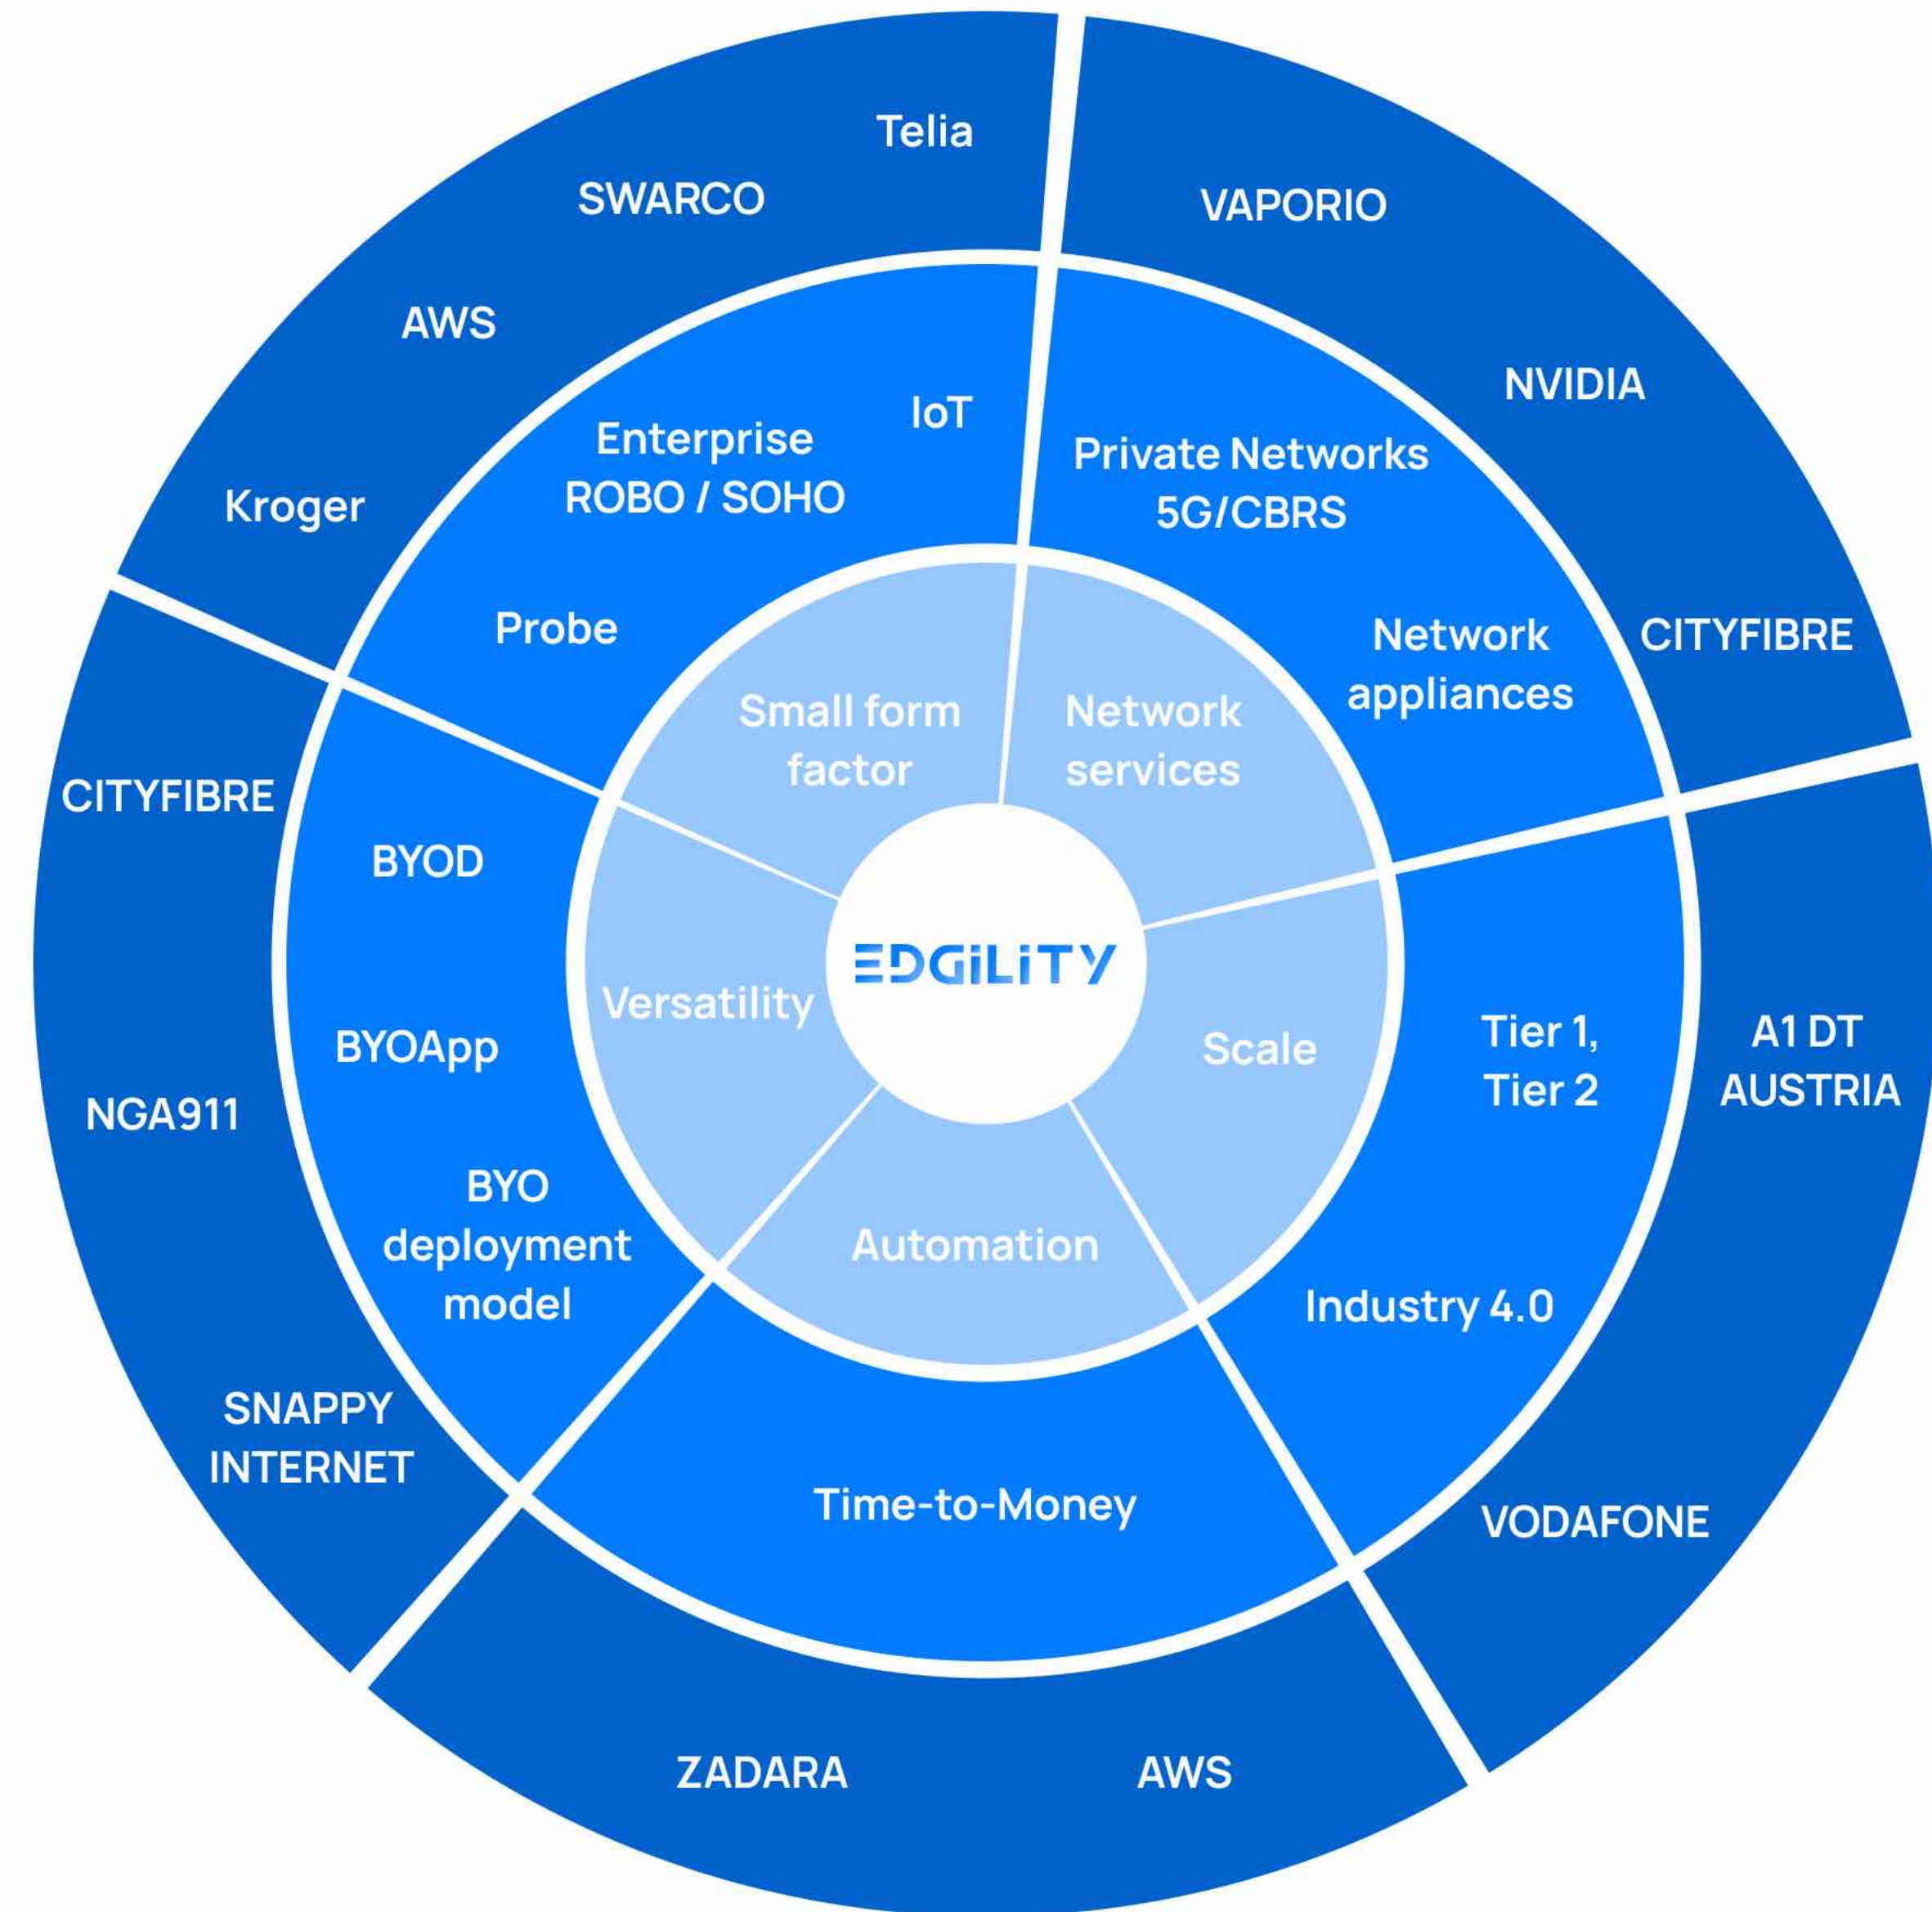 Telia
SWARCO
AWS
Kroger
VAPORIO
NVIDIA
CITYFIBRE
IoT
Enterprise
ROBO / SOHO
Probe
Private Networks
5G/CBRS
Network
appliances
Small form
factor
Network
services
CITYFIBRE
NGA911
SNAPPY
INTERNET
BYOD
BYOApp
BYO
deployment
model
Versatility
EDGiLiTY
Scale
Tier 1,
Tier 2
Industry 4.0
A1 DT
AUSTRIA
VODAFONE
Automation
Time-to-Money
ZADARA
AWS